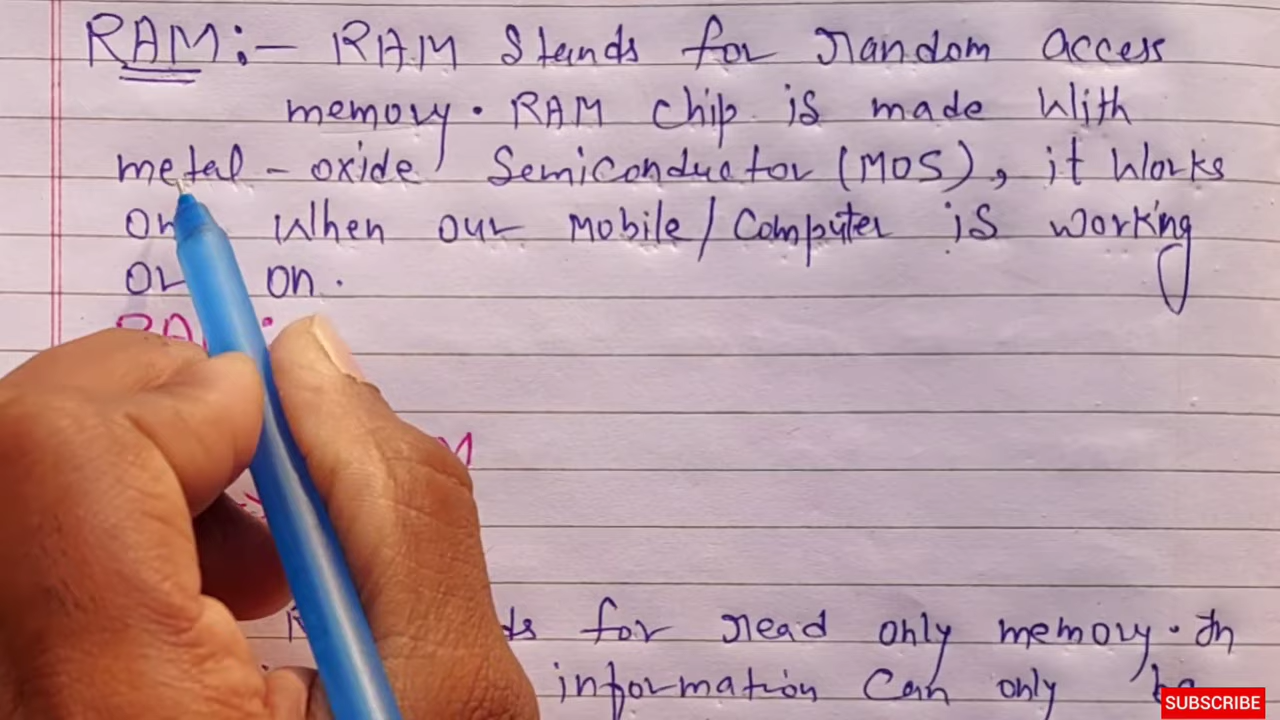 RAM:- RAM stands for random access
memory. RAM chip is made with
metal-oxide semiconductor (MOS), it works
when our mobile/computer is working
on.
for read only memory. In
information can only be
SUBSCRIBE